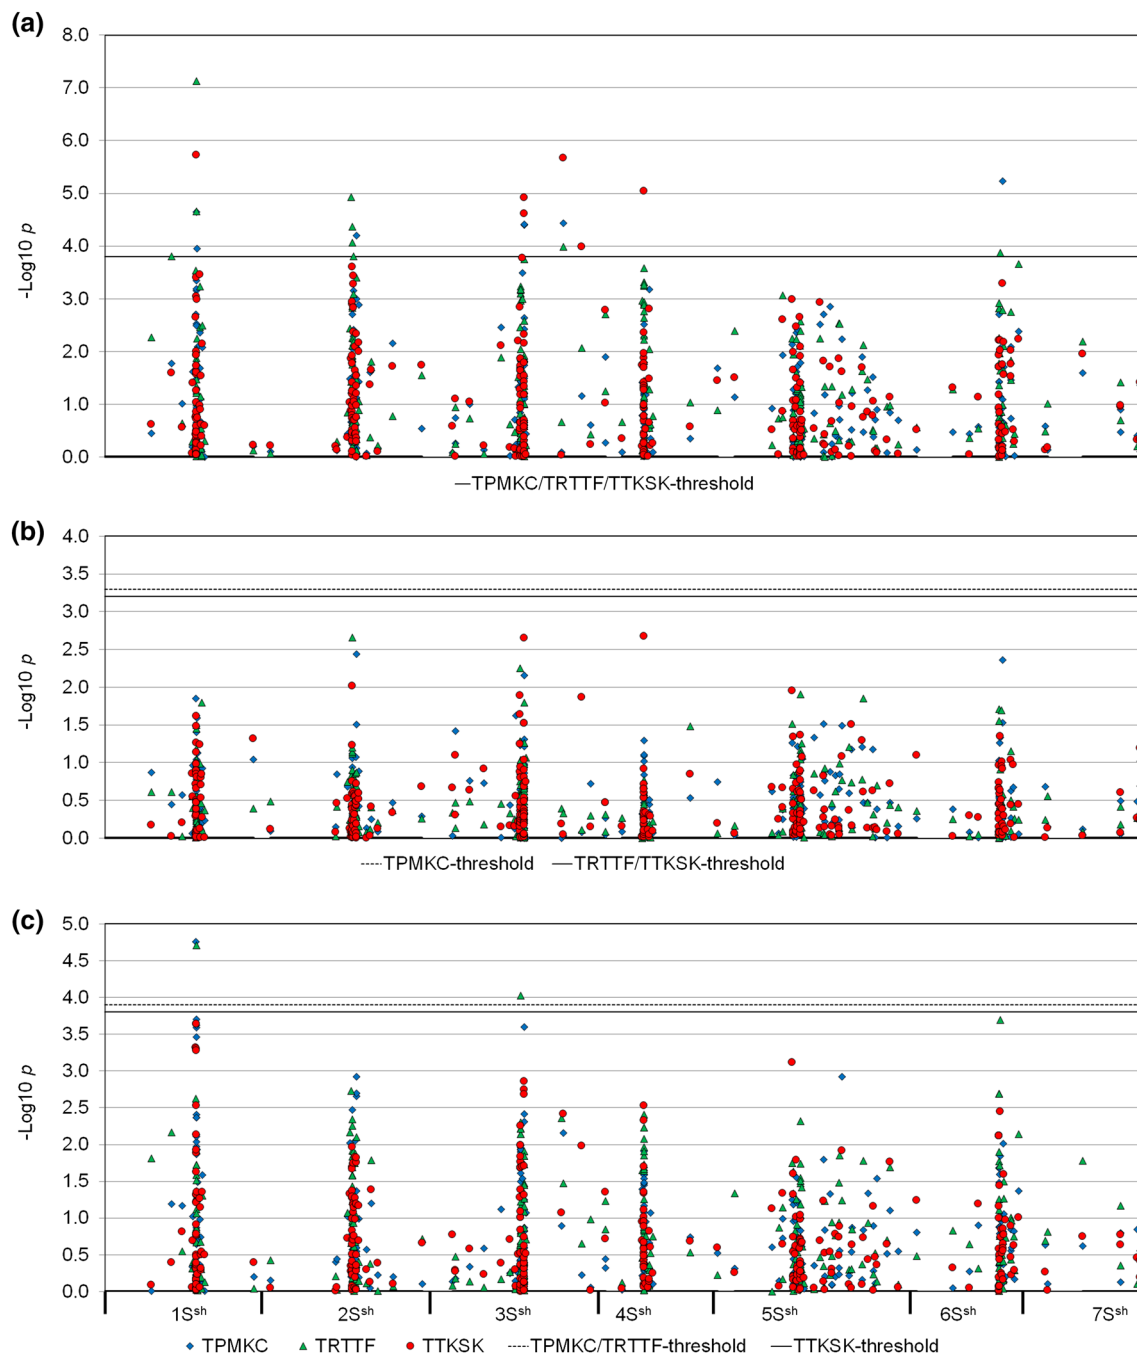 (a)
8.0
7.0
6.0
5.0
4.0
3.0
2.0
1.0
0.0
-Log10 p
TPMKC/TRTTF/TTKSK-threshold
(b)
4.0
3.5
3.0
2.5
2.0
1.5
1.0
0.5
0.0
-Log10 p
TPMKC-threshold TRTTF/TTKSK-threshold
(c)
5.0
4.5
4.0
3.5
3.0
2.5
2.0
1.5
1.0
0.5
0.0
-Log10 p
1Ssh 2Ssh 3Ssh 4Ssh 5Ssh 6Ssh 7Ssh
TPMKC TRTTF TTKSK TPMKC/TRTTF-threshold TTKSK-threshold